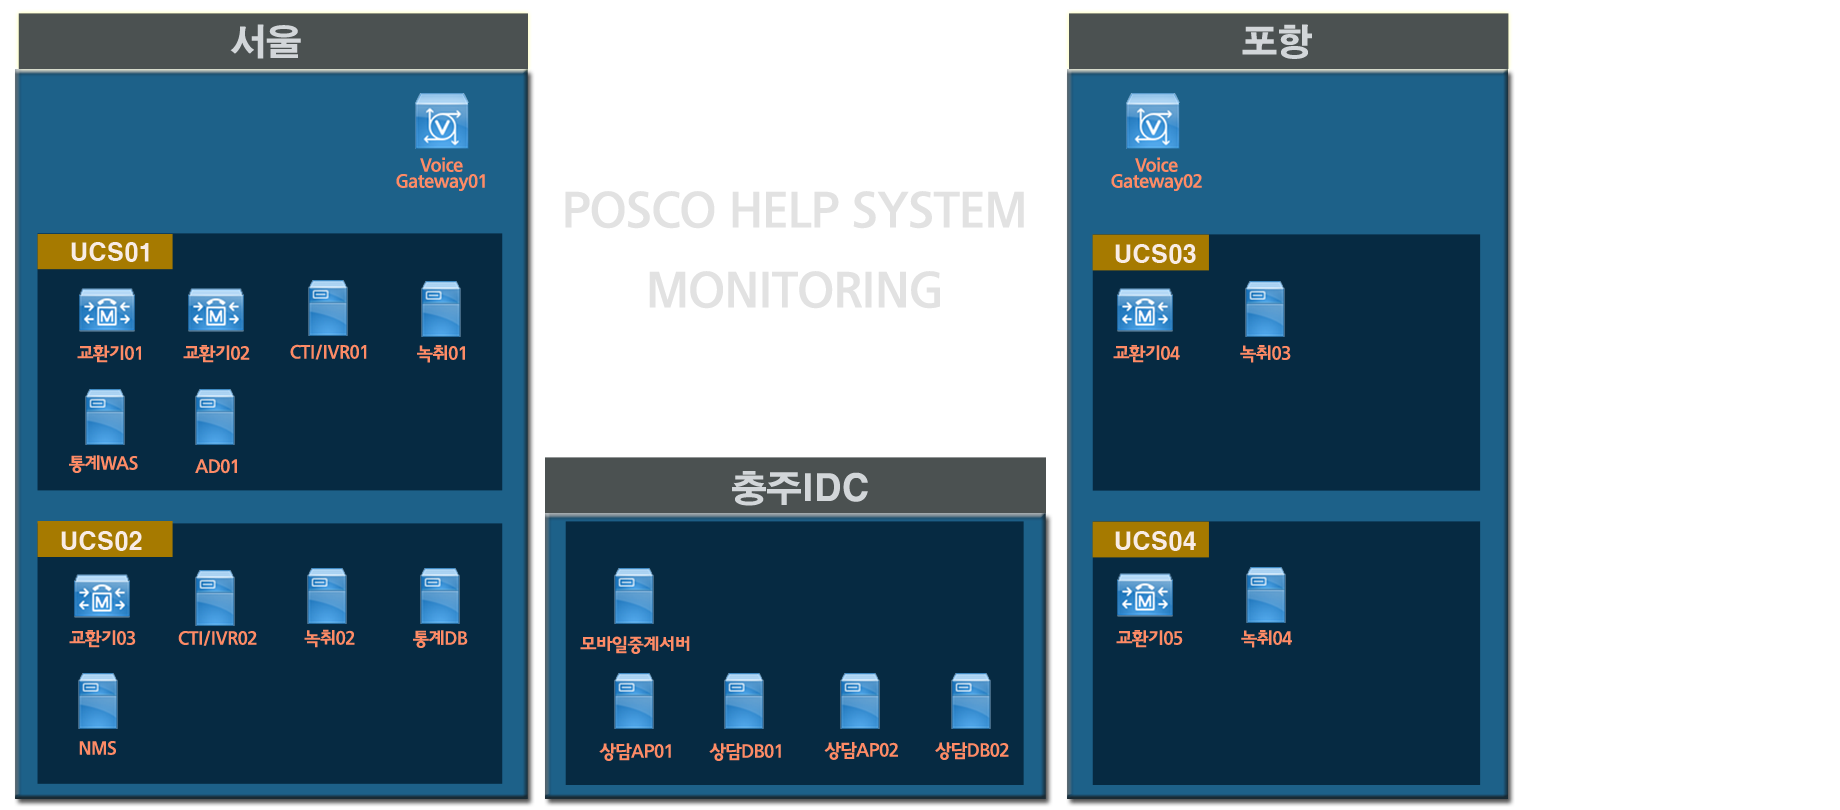 서울
Voice
Gateway01
UCS01
교환기01
교환기02
CTI/IVR01
녹취01
통계WAS
AD01
UCS02
교환기03
CTI/IVR02
녹취02
통계DB
NMS
POSCO HELP SYSTEM
MONITORING
충주IDC
모바일중계서버
상담AP01
상담DB01
상담AP02
상담DB02
포항
Voice
Gateway02
UCS03
교환기04
녹취03
UCS04
교환기05
녹취04